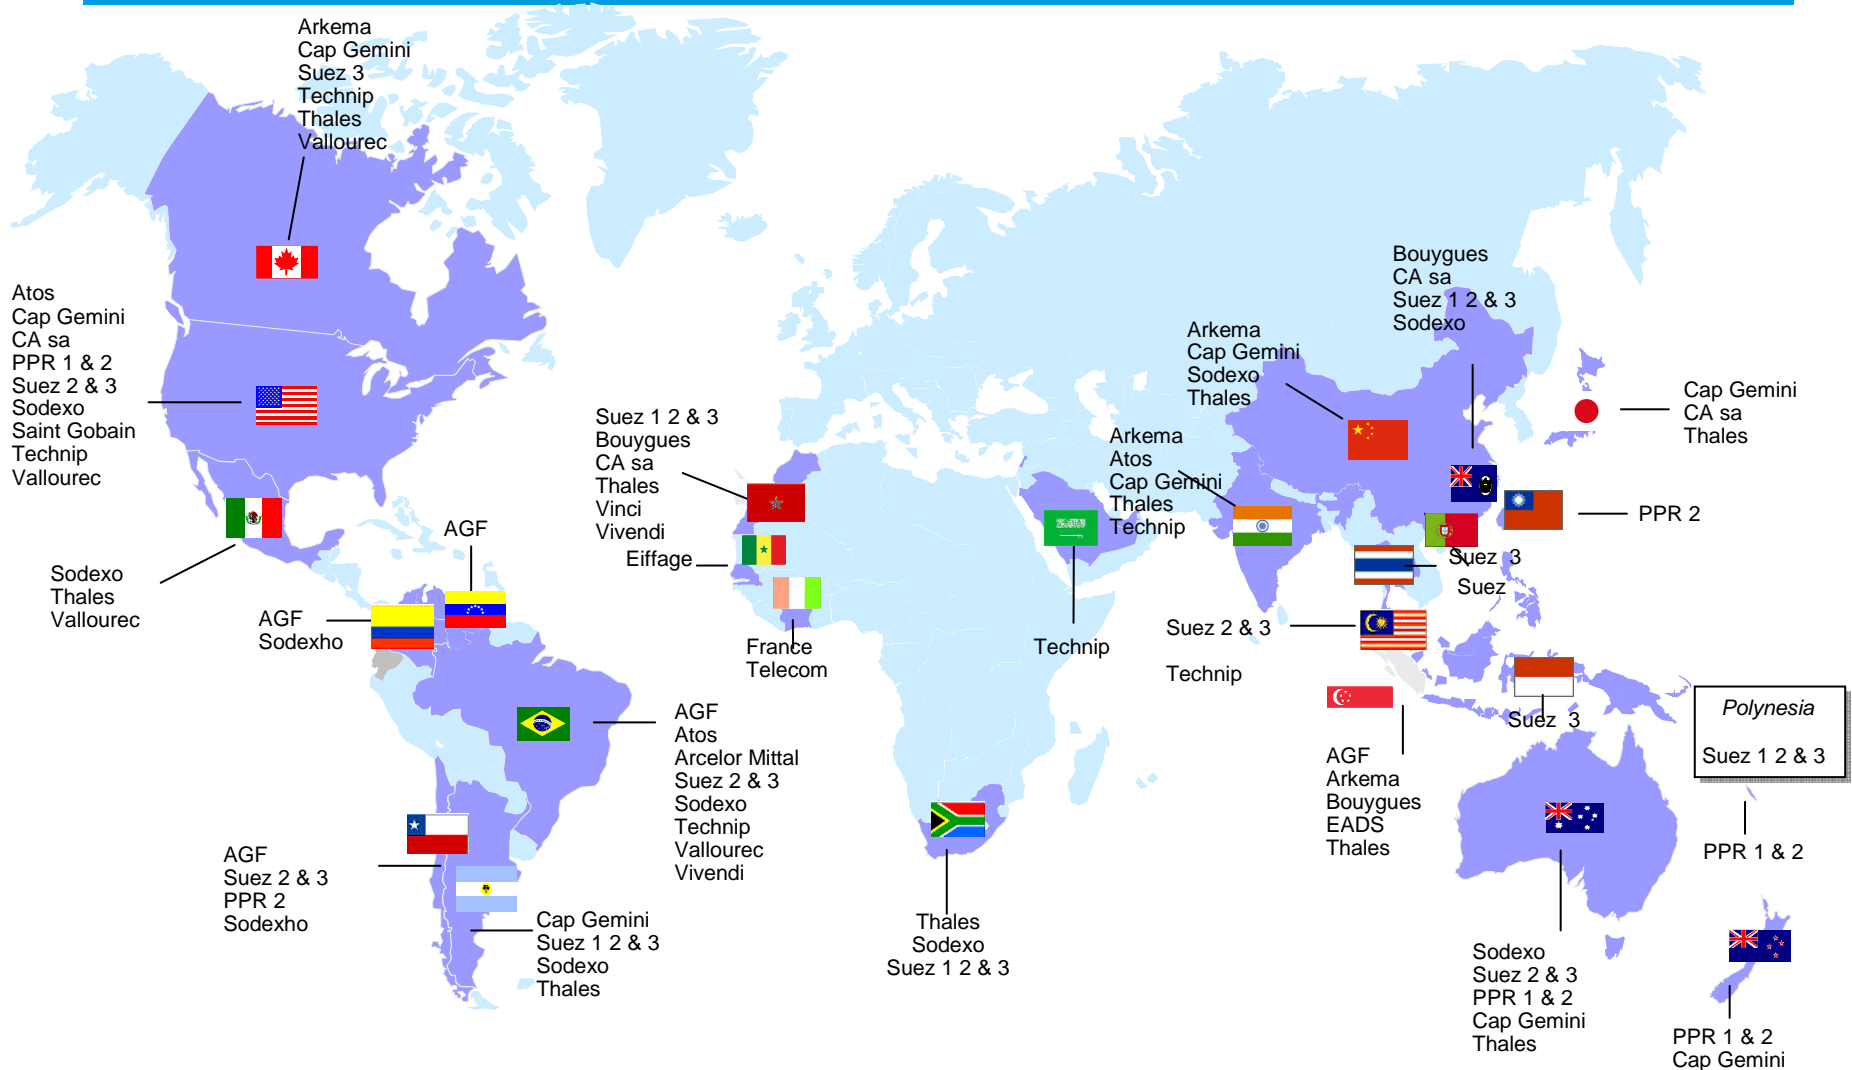 Arkema
Cap Gemini
Suez 3
Technip
Thales
Vallourec
Atos
Cap Gemini
CA sa
PPR 1 & 2
Suez 2 & 3
Sodexo
Saint Gobain
Technip
Vallourec
Sodexo
Thales
Vallourec
AGF
AGF
Sodexho
AGF
Atos
Arcelor Mittal
Suez 2 & 3
Sodexo
Technip
Vallourec
Vivendi
AGF
Suez 2 & 3
PPR 2
Sodexho
Cap Gemini
Suez 1 2 & 3
Sodexo
Thales
Suez 1 2 & 3
Bouygues
CA sa
Thales
Vinci
Vivendi
Eiffage
France
Telecom
Technip
Thales
Sodexo
Suez 1 2 & 3
Arkema
Atos
Cap Gemini
Thales
Technip
Arkema
Cap Gemini
Sodexo
Thales
Bouygues
CA sa
Suez 1 2 & 3
Sodexo
Cap Gemini
CA sa
Thales
PPR 2
Suez 3
Suez
Suez 2 & 3
Technip
Suez 3
AGF
Arkema
Bouygues
EADS
Thales
Polynesia
Suez 1 2 & 3
PPR 1 & 2
Sodexo
Suez 2 & 3
PPR 1 & 2
Cap Gemini
Thales
PPR 1 & 2
Cap Gemini